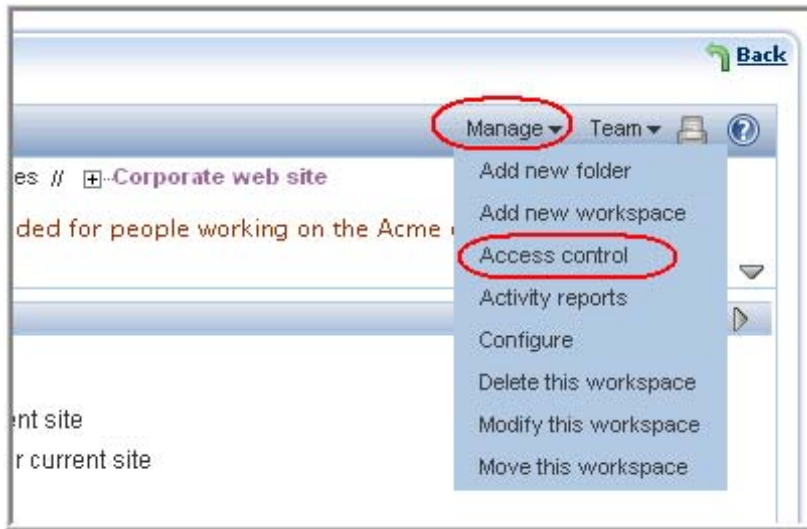 Back
Manage Team
es // Corporate web site
Add new folder
Add new workspace
ded for people working on the Acme
Access control
Activity reports
Configure
Delete this workspace
ent site
Modify this workspace
r current site
Move this workspace